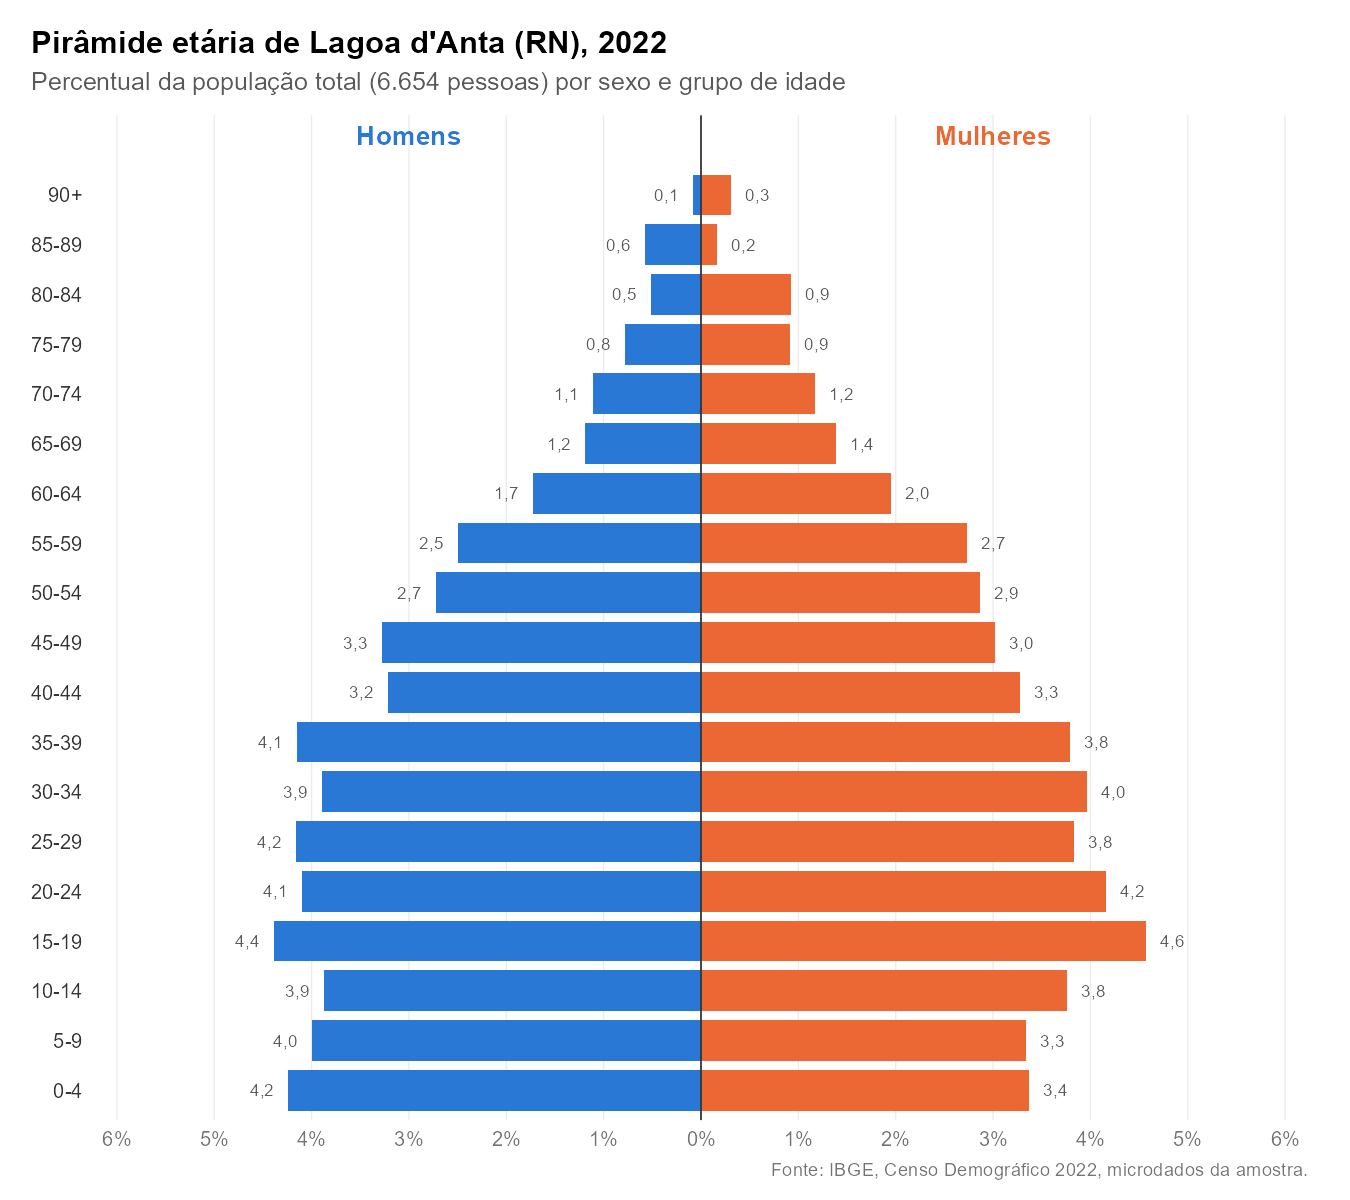 Pirâmide etária de Lagoa d'Anta (RN), 2022
Percentual da população total (6.654 pessoas) por sexo e grupo de idade
Homens Mulheres
90+ 0,1 0,3
85-89 0,6 0,2
80-84 0,5 0,9
75-79 0,8 0,9
70-74 1,1 1,2
65-69 1,2 1,4
60-64 1,7 2,0
55-59 2,5 2,7
50-54 2,7 2,9
45-49 3,3 3,0
40-44 3,2 3,3
35-39 4,1 3,8
30-34 3,9 4,0
25-29 4,2 3,8
20-24 4,1 4,2
15-19 4,4 4,6
10-14 3,9 3,8
5-9 4,0 3,3
0-4 4,2 3,4
6% 5% 4% 3% 2% 1% 0% 1% 2% 3% 4% 5% 6%
Fonte: IBGE, Censo Demográfico 2022, microdados da amostra.